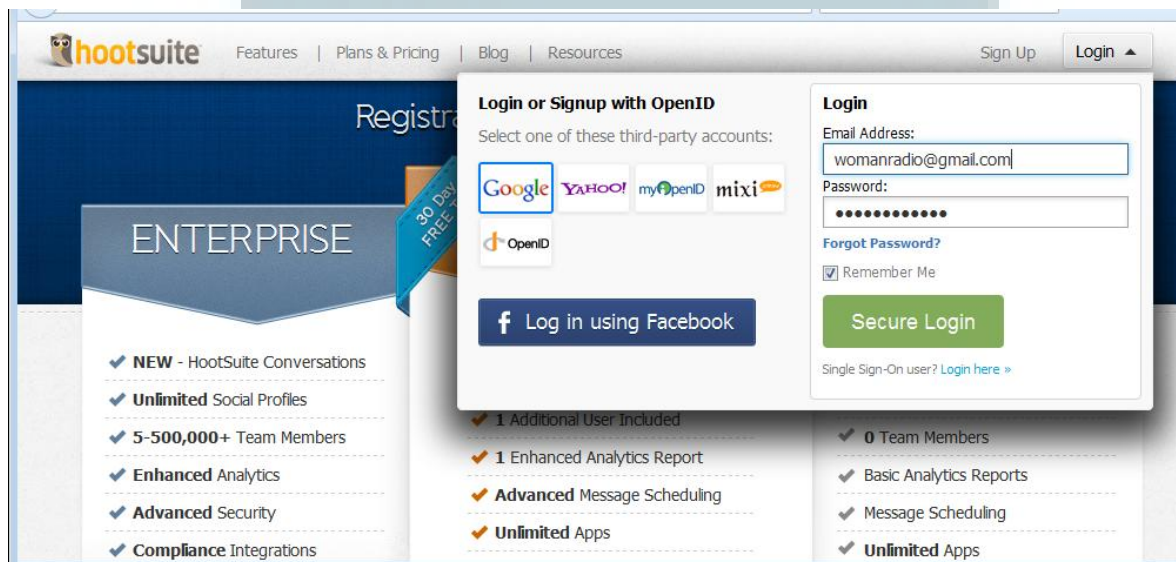 hootsuite
Features | Plans & Pricing | Blog | Resources
Sign Up
Login
Registra
30 Day
FREE T
ENTERPRISE
NEW - HootSuite Conversations
Unlimited Social Profiles
5-500,000+ Team Members
Enhanced Analytics
Advanced Security
Compliance Integrations
Login or Signup with OpenID
Select one of these third-party accounts:
Google YAHOO! myOpenID mixi
OpenID
f Log in using Facebook
Login
Email Address:
womanradio@gmail.com
Password:
••••••••••••
Forgot Password?
Remember Me
Secure Login
Single Sign-On user? Login here »
1 Additional User Included
1 Enhanced Analytics Report
Advanced Message Scheduling
Unlimited Apps
0 Team Members
Basic Analytics Reports
Message Scheduling
Unlimited Apps